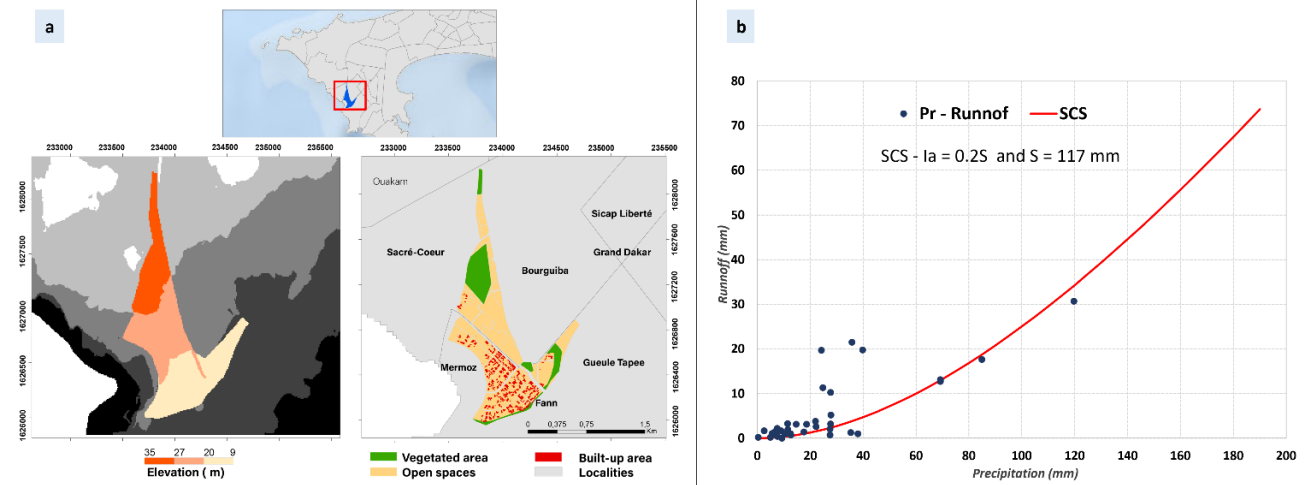 a
233000 233500 234000 234500 235000 235500
1628000
1627500
1627000
1626500
1626000
35 27 20 9
Elevation ( m)
233000 233500 234000 234500 235000 235500
1628000
1627600
1627200
1626800
1626400
1626000
Ouakam
Sicap Liberté
Sacré-Coeur
Grand Dakar
Bourguiba
Mermoz
Gueule Tapee
Fann
0 0,375 0,75 1,5
Km
Vegetated area
Built-up area
Open spaces
Localities
b
Pr - Runnof
SCS
SCS - Ia = 0.2S and S = 117 mm
80
70
60
50
40
30
20
10
0
Runnoff (mm)
0 20 40 60 80 100 120 140 160 180 200
Precipitation (mm)